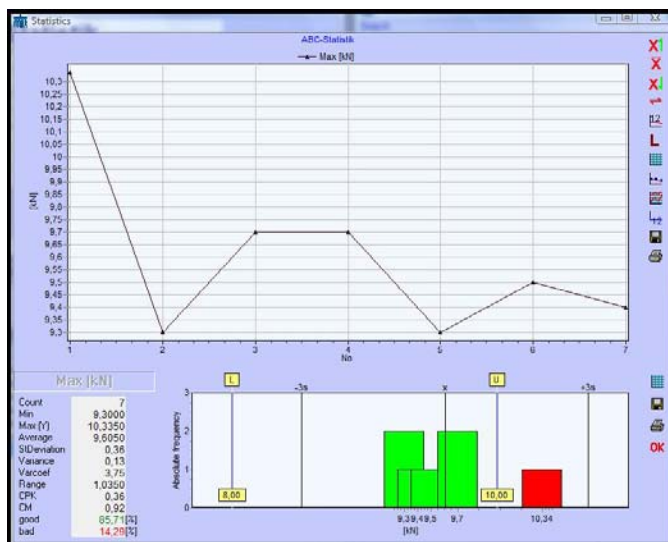 Statistics
ABC-Statistik
Max [kN]
10,3
10,25
10,2
10,15
10,1
10,05
10
9,95
9,9
9,85
9,8
9,75
9,7
9,65
9,6
9,55
9,5
9,45
9,4
9,35
9,3
[kN]
1 2 3 4 5 6 7
No
Max [kN]
Count 7
Min 9,3000
Max [Y] 10,3350
Average 9,6050
StDeviation 0,36
Variance 0,13
Varcoef 3,75
Range 1,0350
CPK 0,36
CM 0,92
good 85,71[%]
bad 14,29[%]
L -3s x U +3s
3
2
1
0
Absolute frequency
8,00 10,00
9,39,49,5 9,7 10,34
[kN]
OK